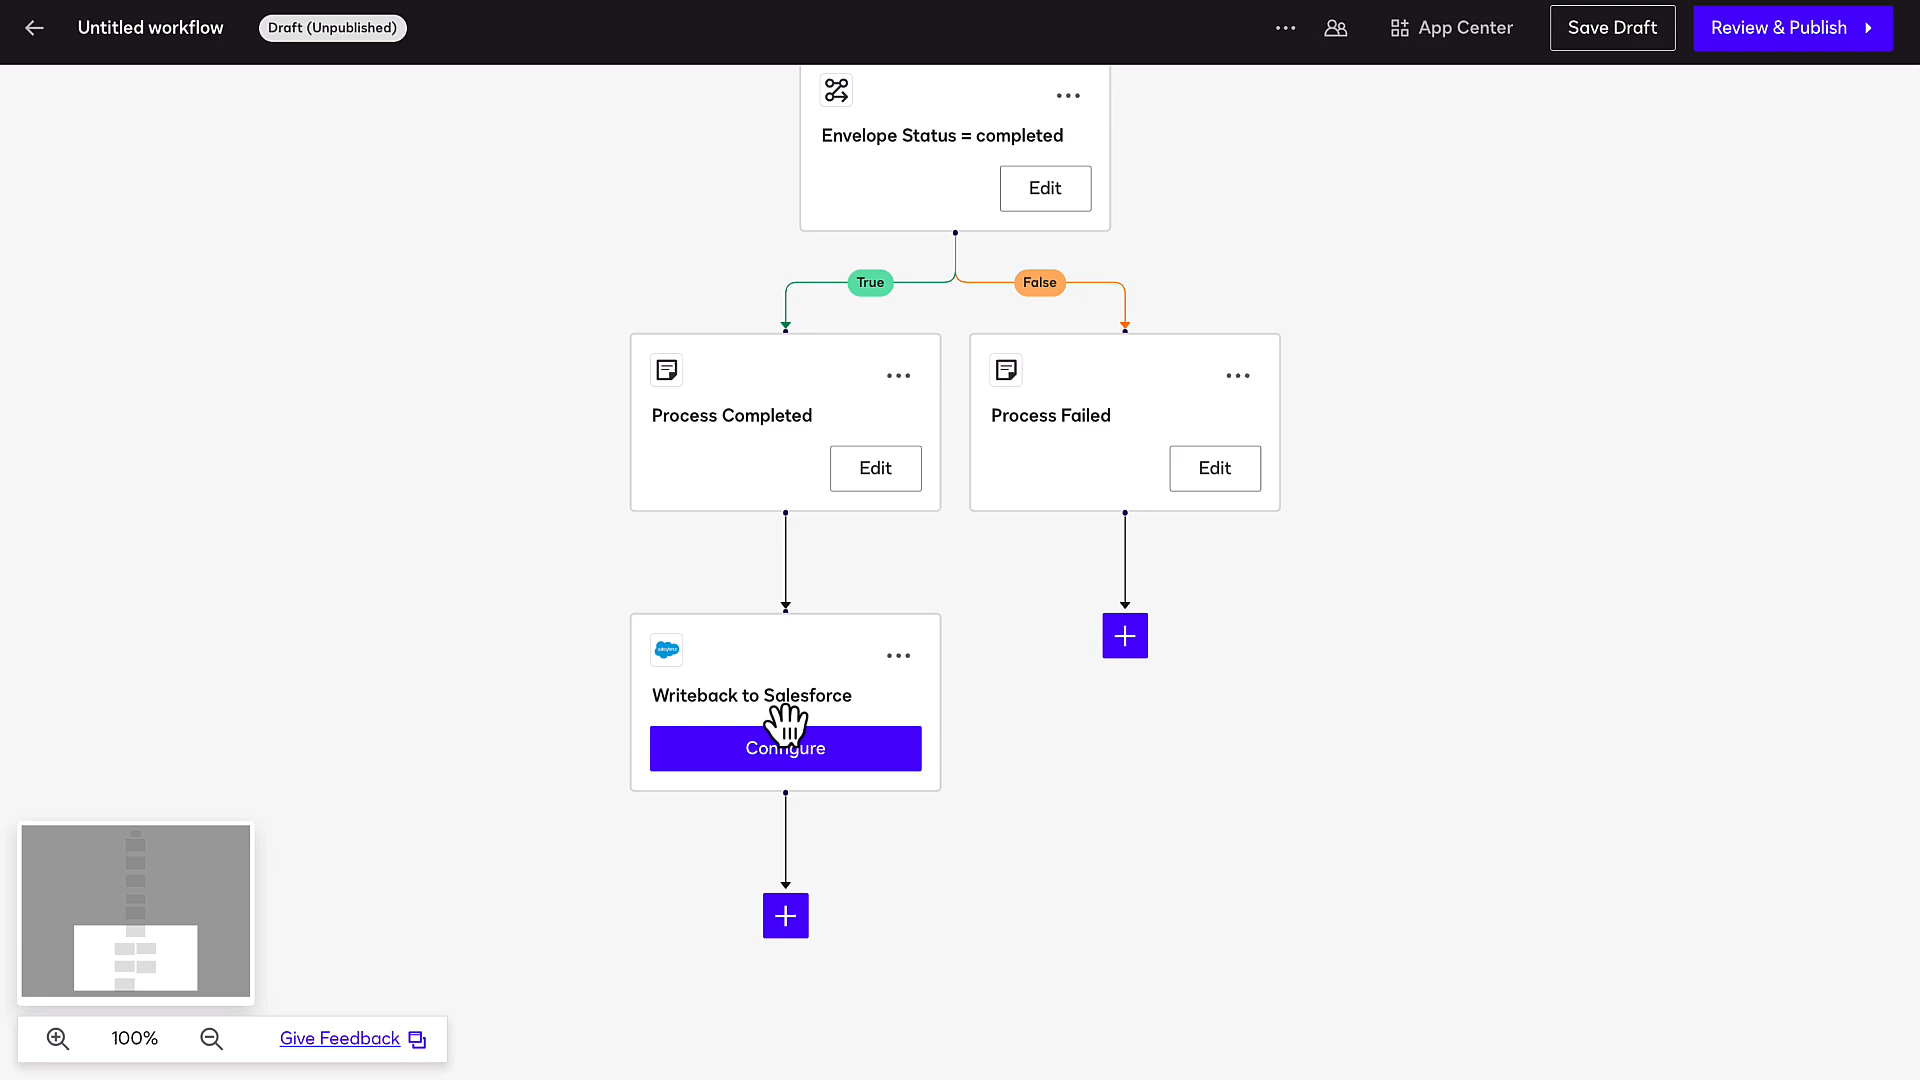 Untitled workflow
Draft (Unpublished)
App Center
Save Draft
Review & Publish
Envelope Status = completed
Edit
True
False
Process Completed
Edit
Process Failed
Edit
salesforce
Writeback to Salesforce
Configure
100%
Give Feedback